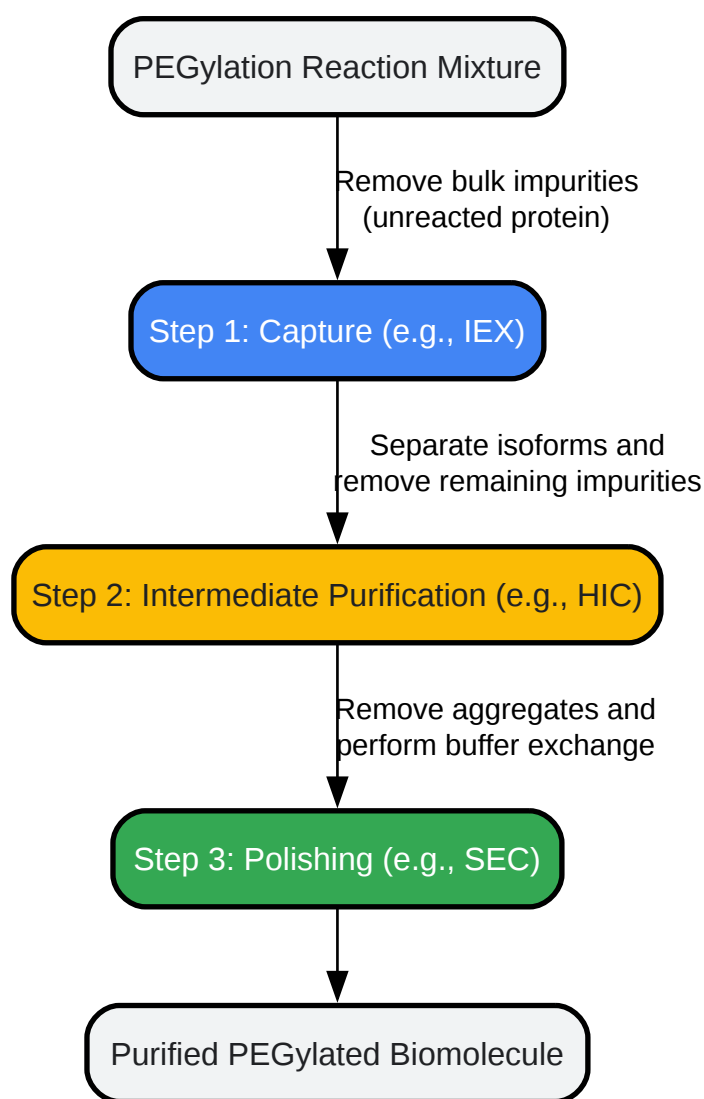 PEGylation Reaction Mixture
Remove bulk impurities
(unreacted protein)
Step 1: Capture (e.g., IEX)
Separate isoforms and
remove remaining impurities
Step 2: Intermediate Purification (e.g., HIC)
Remove aggregates and
perform buffer exchange
Step 3: Polishing (e.g., SEC)
Purified PEGylated Biomolecule